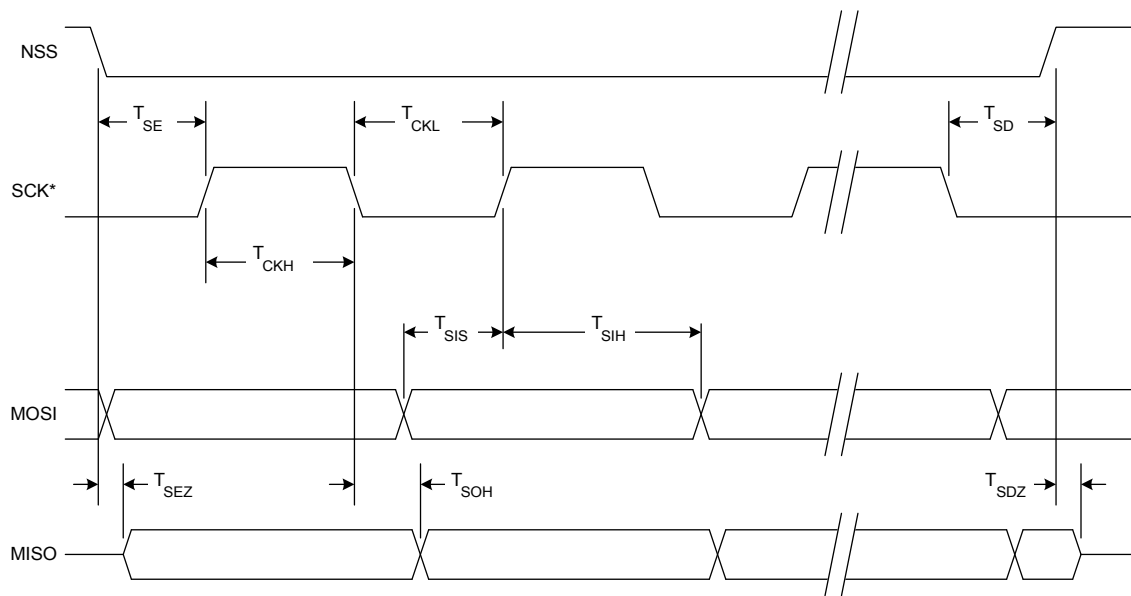 NSS
T_SE
T_CKL
T_SD
SCK*
T_CKH
T_SIS
T_SIH
MOSI
T_SEZ
T_SOH
T_SDZ
MISO